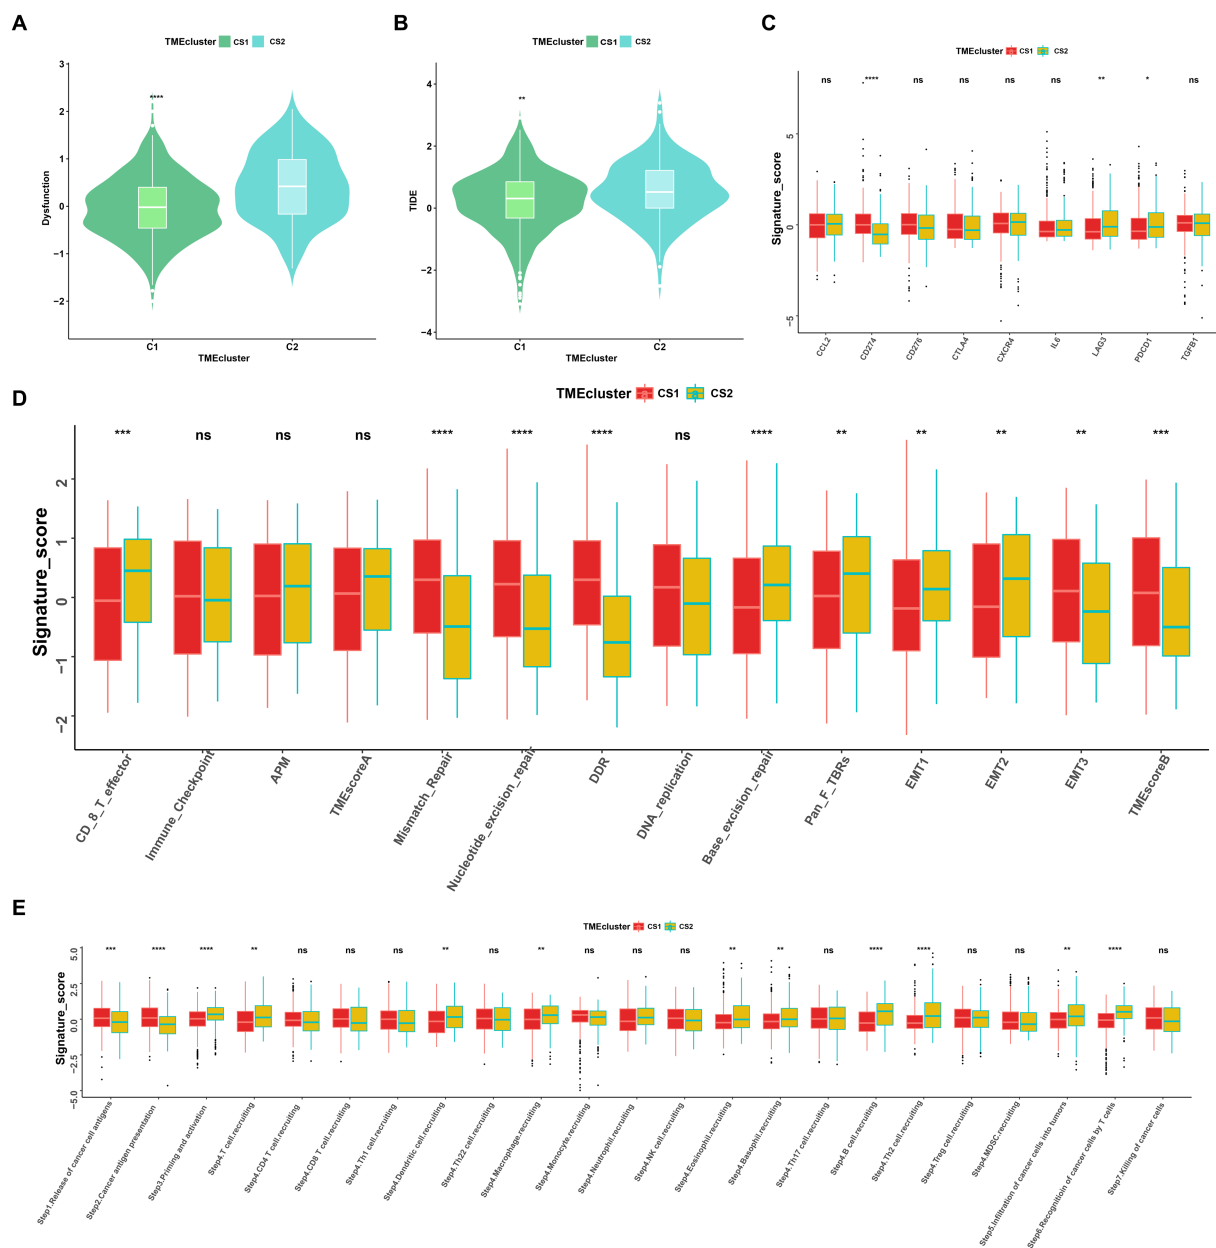 A
TMEcluster CS1 CS2
Dysfunction
3
2
1
0
−1
−2
****
C1 C2
TMEcluster
B
TMEcluster CS1 CS2
TIDE
4
2
0
−2
−4
**
C1 C2
TMEcluster
C
TMEcluster CS1 CS2
Signature_score
5
0
−5
ns **** ns ns ns ns ** * ns
CCL2
CD274
CD276
CTLA4
CXCR4
IL6
LAG3
PDCD1
TGFB1
D
TMEcluster CS1 CS2
Signature_score
2
1
0
−1
−2
*** ns ns ns **** **** **** ns **** ** ** ** ** ***
CD_8_T_effector
Immune_Checkpoint
APM
TMEscoreA
Mismatch_Repair
Nucleotide_excision_repair
DDR
DNA_replication
Base_excision_repair
Pan_F_TBRs
EMT1
EMT2
EMT3
TMEscoreB
E
TMEcluster CS1 CS2
Signature_score
5.0
2.5
0.0
−2.5
−5.0
*** **** **** ** ns ns ns ** ns ** ns ns ns ** ** ns **** **** ns ns ** **** ns
Step1.Release of cancer cell antigens
Step2.Cancer antigen presentation
Step3.Priming and activation
Step4.T cell.recruiting
Step4.CD4 T cell.recruiting
Step4.CD8 T cell.recruiting
Step4.Th1 cell.recruiting
Step4.Dendritic cell.recruiting
Step4.Th22 cell.recruiting
Step4.Macrophage.recruiting
Step4.Monocyte.recruiting
Step4.Neutrophil.recruiting
Step4.NK cell.recruiting
Step4.Eosinophil.recruiting
Step4.Basophil.recruiting
Step4.Th17 cell.recruiting
Step4.B cell.recruiting
Step4.Th2 cell.recruiting
Step4.Treg cell.recruiting
Step4.MDSC.recruiting
Step5.Infiltration of cancer cells into tumors
Step6.Recognitioin of cancer cells by T cells
Step7.Killing of cancer cells